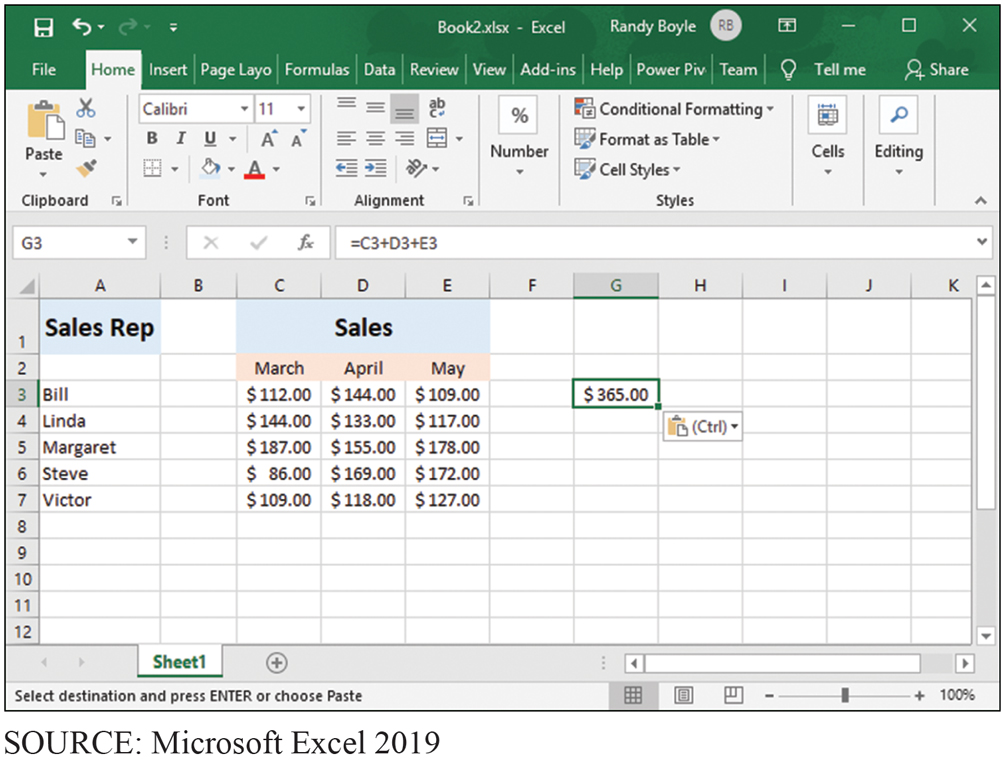 Book2.xlsx - Excel Randy Boyle RB
File Home Insert Page Layo Formulas Data Review View Add-ins Help Power Piv Team Tell me Share
Paste
Clipboard
Calibri 11
B I U A A
A
Font
ab
c
Alignment
%
Number
Conditional Formatting
Format as Table
Cell Styles
Styles
Cells
Editing
G3 fx =C3+D3+E3
A B C D E F G H I J K
1 Sales Rep Sales
2 March April May
3 Bill $ 112.00 $ 144.00 $ 109.00 $ 365.00
4 Linda $ 144.00 $ 133.00 $ 117.00 (Ctrl)
5 Margaret $ 187.00 $ 155.00 $ 178.00
6 Steve $ 86.00 $ 169.00 $ 172.00
7 Victor $ 109.00 $ 118.00 $ 127.00
8
9
10
11
12
Sheet1
Select destination and press ENTER or choose Paste 100%
SOURCE: Microsoft Excel 2019